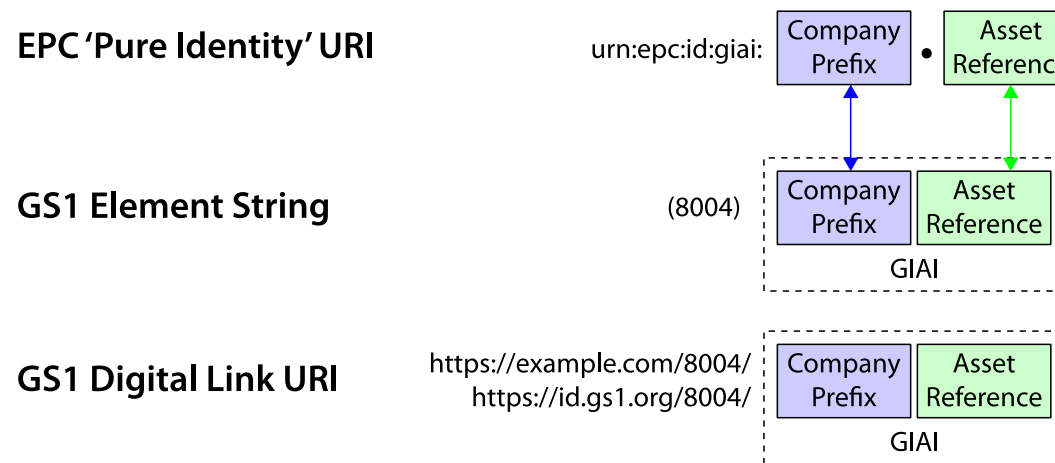 EPC ‘Pure Identity’ URI
urn:epc:id:giai:
Company
Prefix
•
Asset
Referenc
GS1 Element String
(8004)
Company
Prefix
Asset
Reference
GIAI
GS1 Digital Link URI
https://example.com/8004/
https://id.gs1.org/8004/
Company
Prefix
Asset
Reference
GIAI